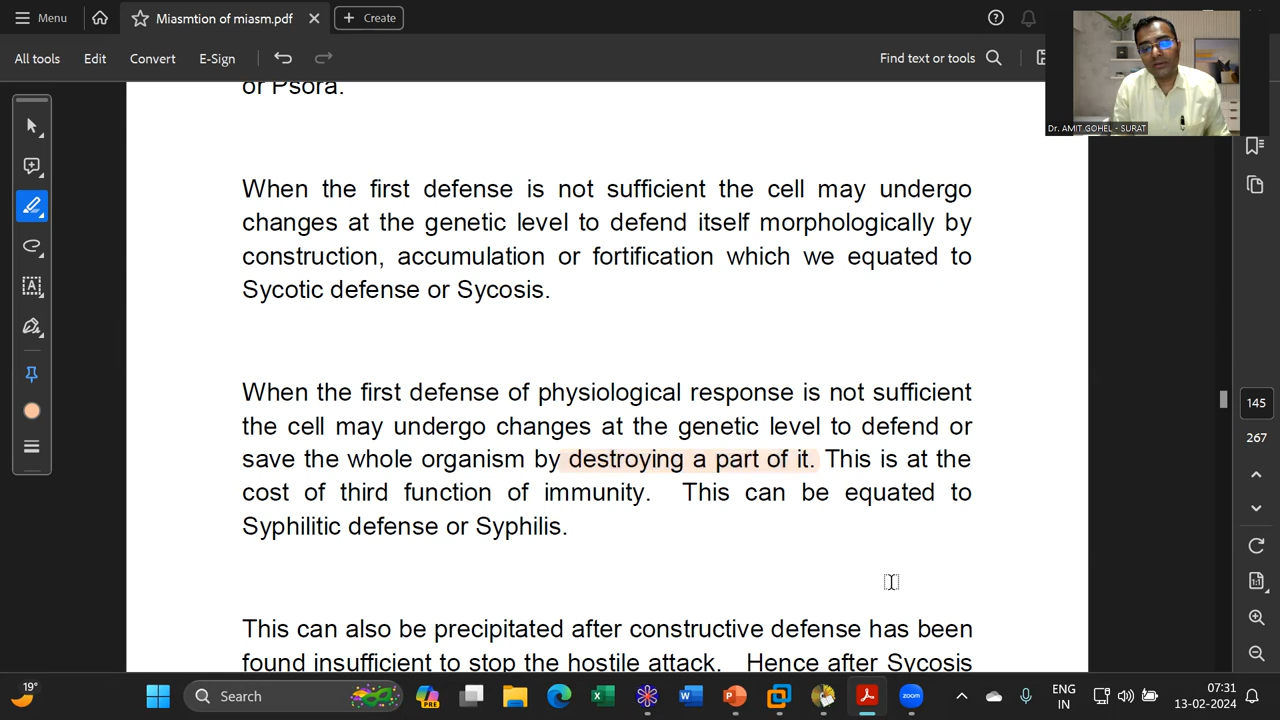 Menu
Miasmtion of miasm.pdf
Create
All tools
Edit
Convert
E-Sign
Find text or tools
Dr. AMIT GOHEL - SURAT
or Psora.
When the first defense is not sufficient the cell may undergo
changes at the genetic level to defend itself morphologically by
construction, accumulation or fortification which we equated to
Sycotic defense or Sycosis.
When the first defense of physiological response is not sufficient
the cell may undergo changes at the genetic level to defend or
save the whole organism by destroying a part of it. This is at the
cost of third function of immunity. This can be equated to
Syphilitic defense or Syphilis.
This can also be precipitated after constructive defense has been
found insufficient to stop the hostile attack. Hence after Sycosis
145
267
19°
Search
PRE
zoom
ENG
IN
07:31
13-02-2024